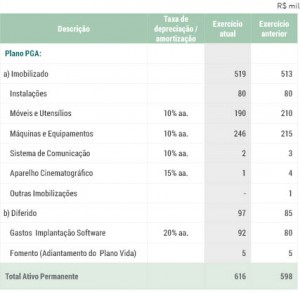 R$ mil
Descrição Taxa de depreciação / amortização Exercício atual Exercício anterior
Plano PGA:
a) Imobilizado 519 513
Instalações 80 80
Móveis e Utensílios 10% aa. 190 210
Máquinas e Equipamentos 10% aa. 246 215
Sistema de Comunicação 10% aa. 2 3
Aparelho Cinematográfico 15% aa. 1 4
Outras Imobilizações - 1
b) Diferido 97 85
Gastos Implantação Software 20% aa. 92 80
Fomento (Adiantamento do Plano Vida) 5 5
Total Ativo Permanente 616 598